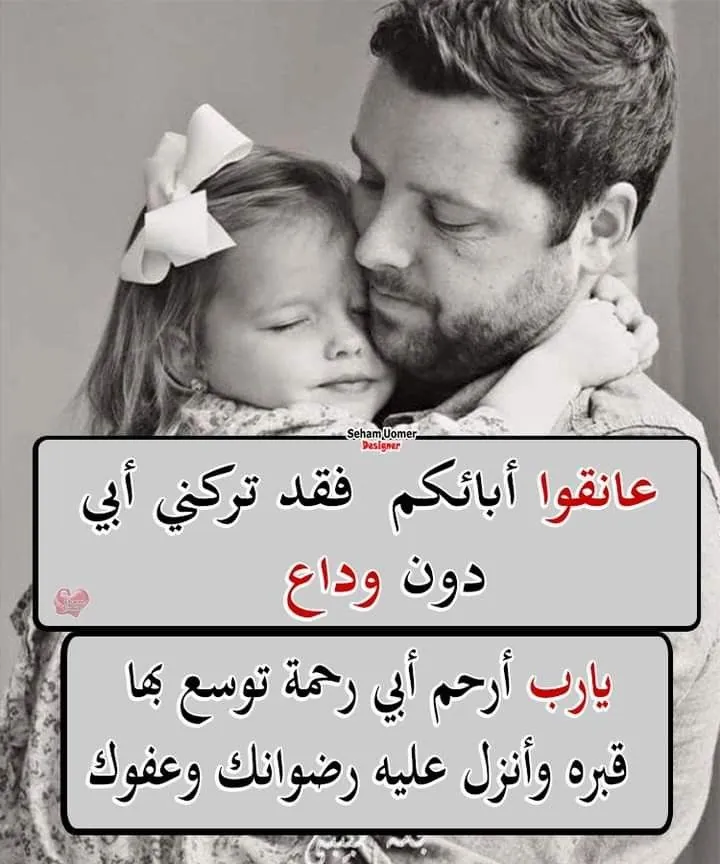 Seham Uomer
Designer
عانقوا أبائكم فقد تركني أبي
دون وداع
يارب أرحم أبي رحمة توسع بها
قبره وأنزل عليه رضوانك وعفوك